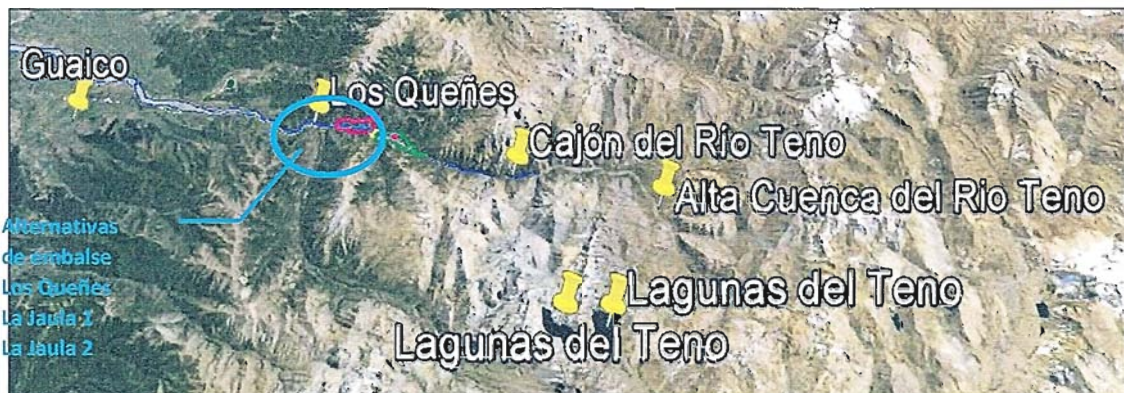 Guaico
Los Queñes
Cajón del Río Teno
Alta Cuenca del Rio Teno
Alternativas
de embalse
Los Queñes
La Jaula 1
La Jaula 2
Lagunas del Teno
Lagunas del Teno